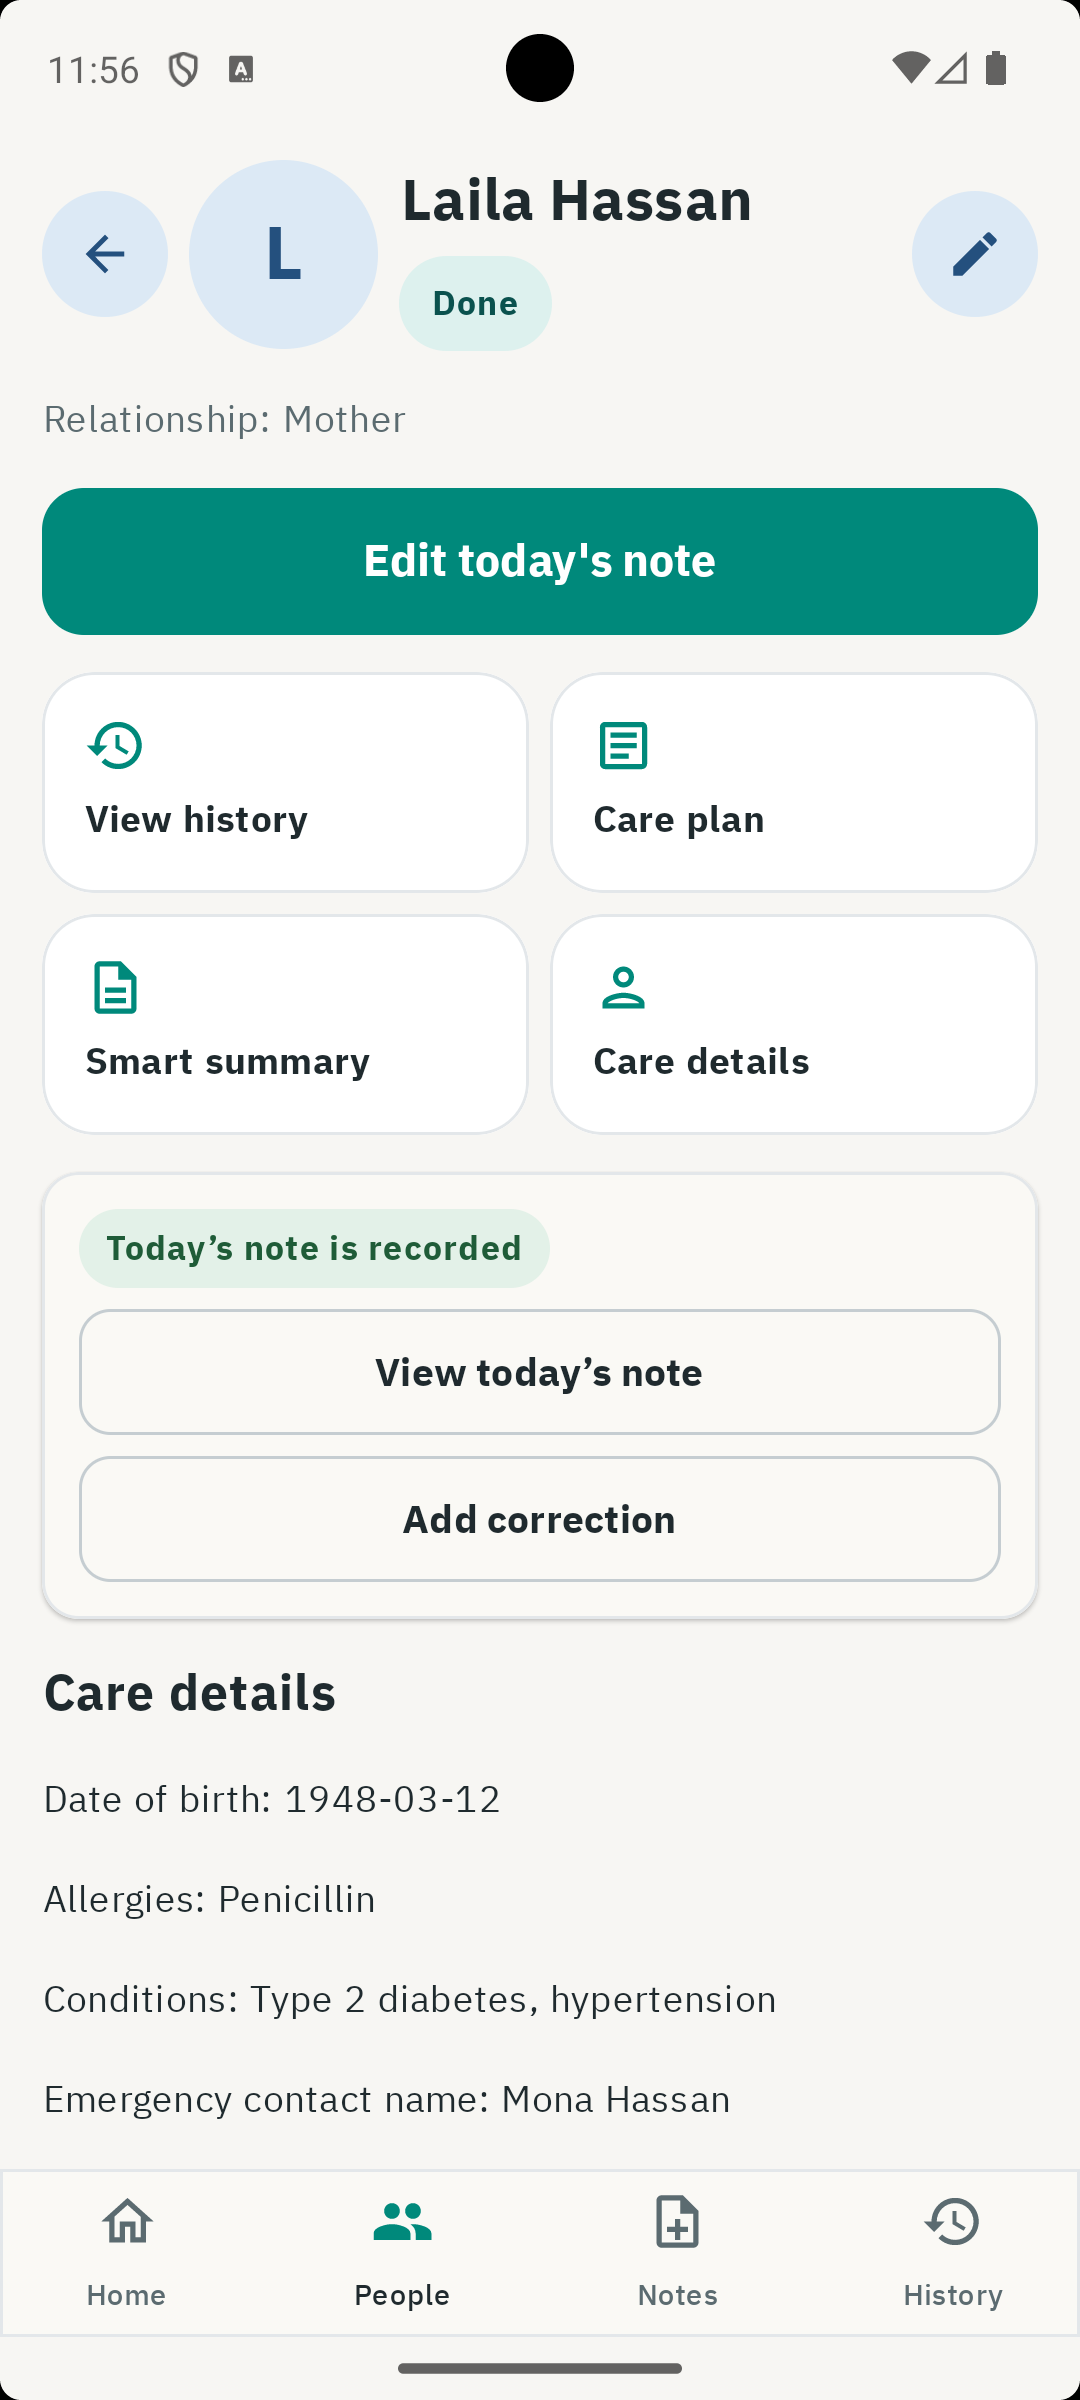 11:56
Laila Hassan
L
Done
Relationship: Mother
Edit today's note
View history
Care plan
Smart summary
Care details
Today’s note is recorded
View today’s note
Add correction
Care details
Date of birth: 1948-03-12
Allergies: Penicillin
Conditions: Type 2 diabetes, hypertension
Emergency contact name: Mona Hassan
Home
People
Notes
History